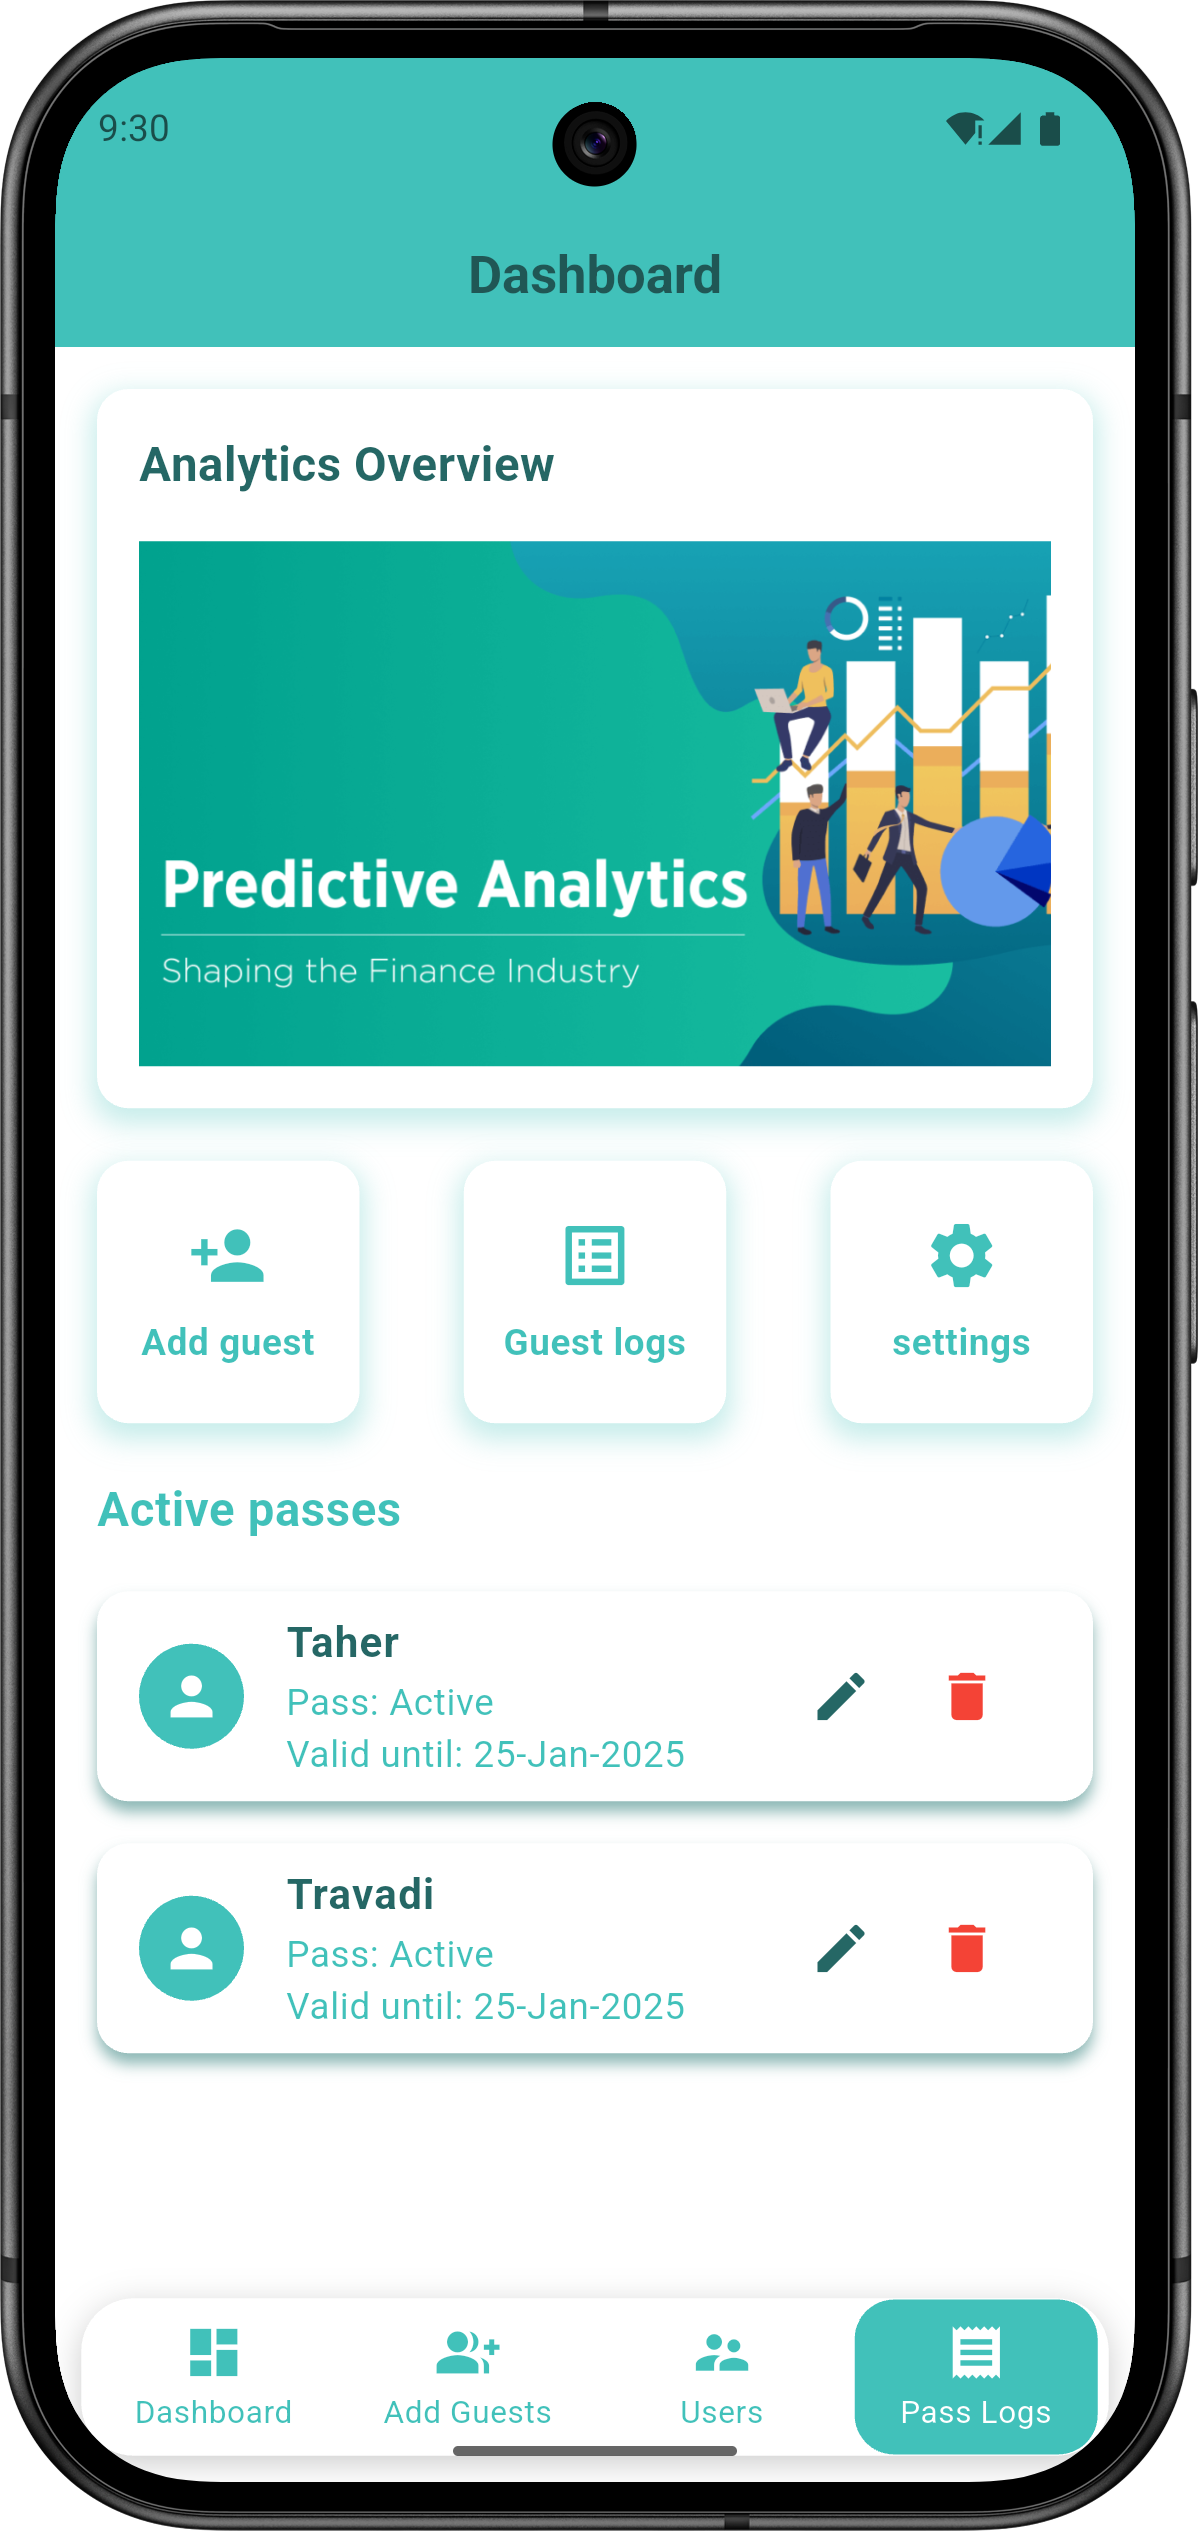 9:30
Dashboard
Analytics Overview
Predictive Analytics
Shaping the Finance Industry
Add guest
Guest logs
settings
Active passes
Taher
Pass: Active
Valid until: 25-Jan-2025
Travadi
Pass: Active
Valid until: 25-Jan-2025
Dashboard
Add Guests
Users
Pass Logs